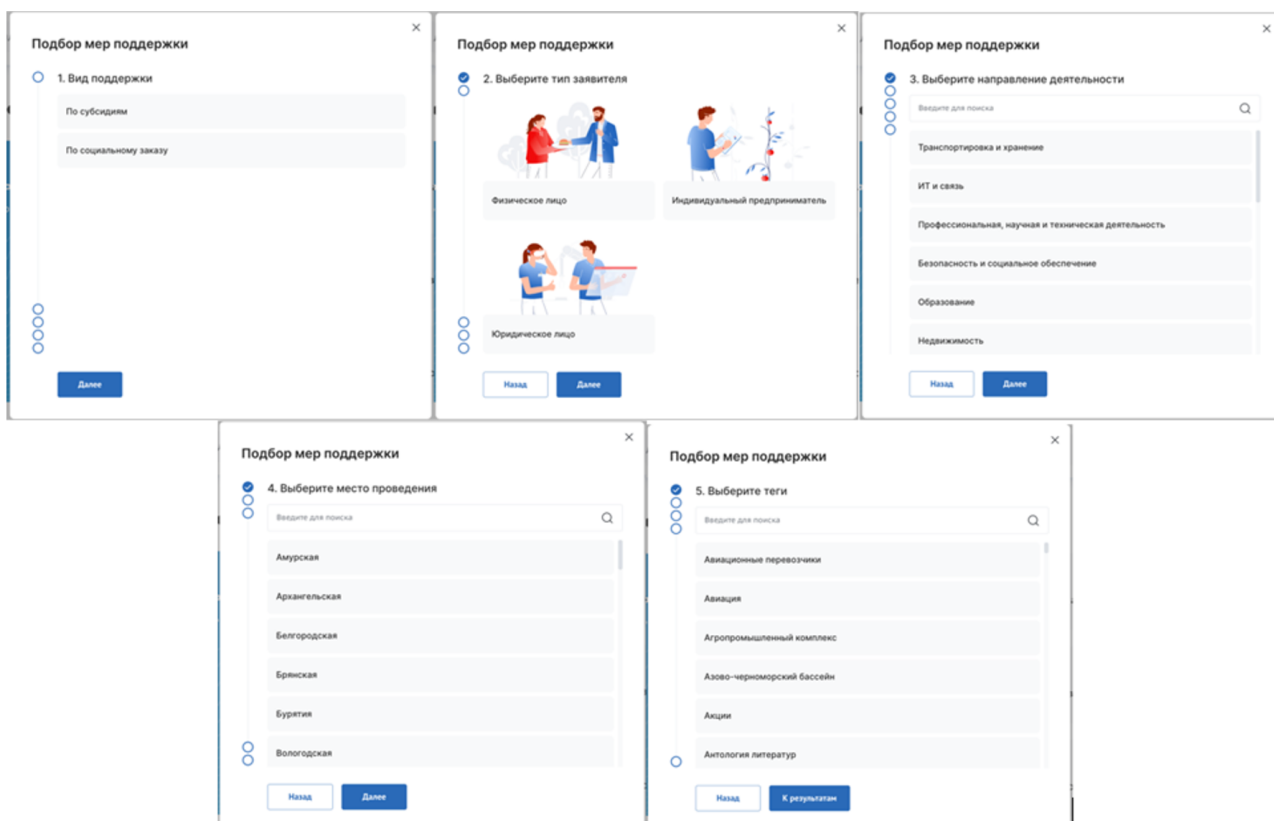 Подбор мер поддержки
1. Вид поддержки
По субсидиям
По социальному заказу
Далее
Подбор мер поддержки
2. Выберите тип заявителя
Физическое лицо
Индивидуальный предприниматель
Юридическое лицо
Назад
Далее
Подбор мер поддержки
3. Выберите направление деятельности
Введите для поиска
Транспортировка и хранение
ИТ и связь
Профессиональная, научная и техническая деятельность
Безопасность и социальное обеспечение
Образование
Недвижимость
Назад
Далее
Подбор мер поддержки
4. Выберите место проведения
Введите для поиска
Амурская
Архангельская
Белгородская
Брянская
Бурятия
Вологодская
Назад
Далее
Подбор мер поддержки
5. Выберите теги
Введите для поиска
Авиационные перевозчики
Авиация
Агропромышленный комплекс
Азово-черноморский бассейн
Акции
Антология литератур
Назад
К результатам